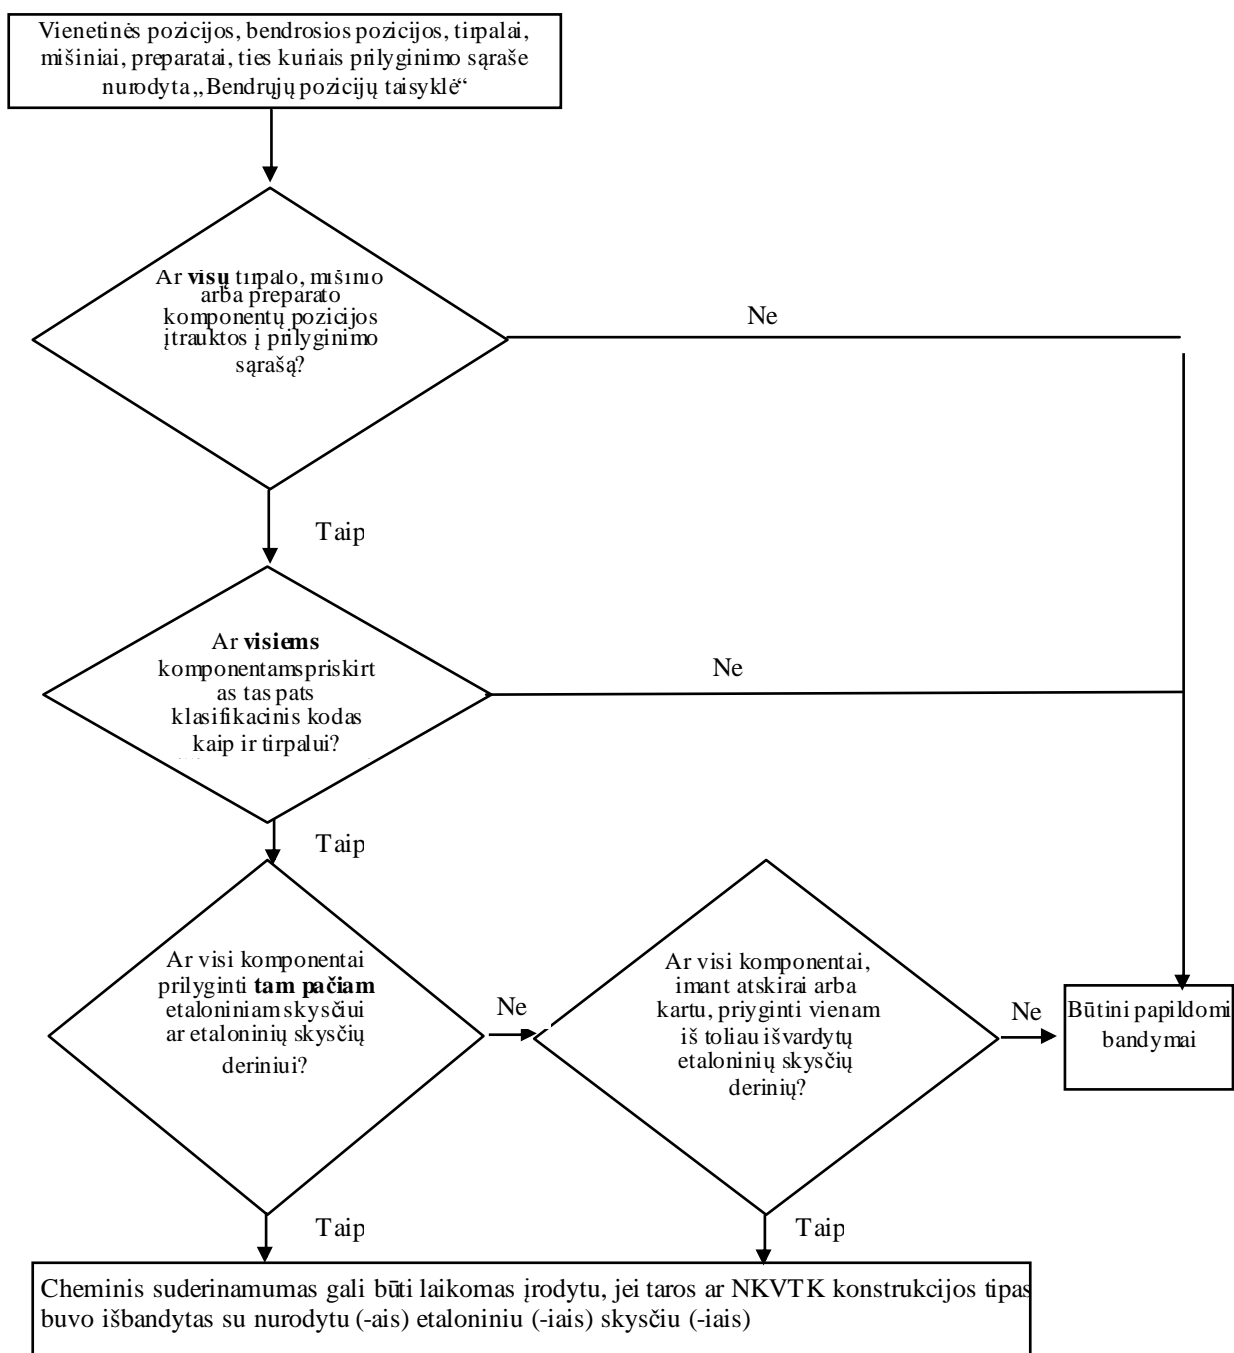 Vienetinės pozicijos, bendrosios pozicijos, tirpalai,
mišiniai, preparatai, ties kuriais prilyginimo sąraše
nurodyta „Bendrųjų pozicijų taisyklė“
Ar visų tirpalo, mišinio
arba preparato
komponentų pozicijos
įtrauktos į prilyginimo
sąrašą?
Ne
Taip
Ar visiems
komponentams priskirt
as tas pats
klasifikacinis kodas
kaip ir tirpalui?
Ne
Taip
Ar visi komponentai
prilyginti tam pačiam
etaloniniam skysčiui
ar etaloninių skysčių
deriniui?
Ne
Ar visi komponentai,
imant atskirai arba
kartu, priyginti vienam
iš toliau išvardytų
etaloninių skysčių
derinių?
Ne
Būtini papildomi
bandymai
Taip
Taip
Cheminis suderinamumas gali būti laikomas įrodytu, jei taros ar NKVTK konstrukcijos tipas
buvo išbandytas su nurodytu (-ais) etaloniniu (-iais) skysčiu (-iais)